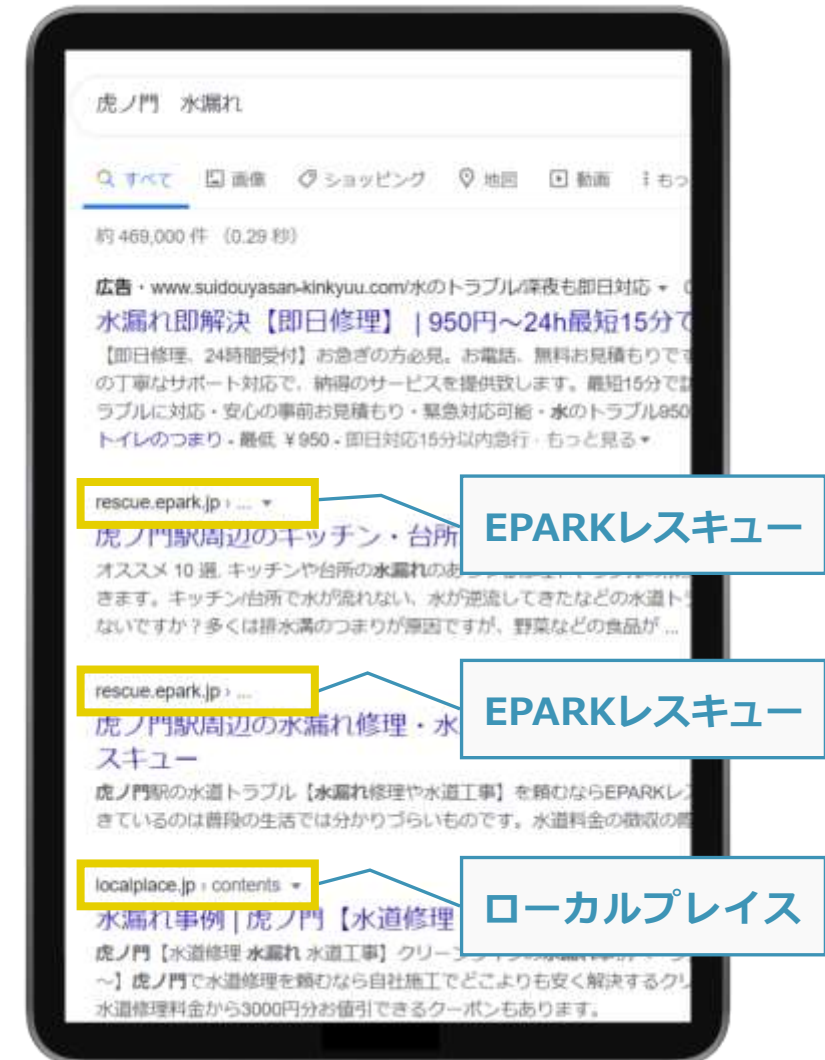 虎ノ門　水漏れ
すべて 画像 ショッピング 地図 動画 もっ
約 469,000 件 （0.29 秒）
広告・www.suidouyasan-kinkyuu.com/水のトラブル/深夜も即日対応
水漏れ即解決【即日修理】 | 950円～24h最短15分で
【即日修理、24時間受付】お急ぎの方必見。お電話、無料お見積もりです
の丁寧なサポート対応で、納得のサービスを提供致します。最短15分で
ラブルに対応・安心の事前お見積もり・緊急対応可能・水のトラブル950
トイレのつまり - 最低 ¥950 - 即日対応15分以内急行・もっと見る▼
rescue.epark.jp › ... ▼
EPARKレスキュー
虎ノ門駅周辺のキッチン・台所
オススメ 10 選. キッチンや台所の水漏れの
きます。キッチン/台所で水が流れない、水が逆流してきたなどの水道ト
ないですか？多くは排水溝のつまりが原因ですが、野菜などの食品が ...
rescue.epark.jp › ...
EPARKレスキュー
虎ノ門駅周辺の水漏れ修理・水
スキュー
虎ノ門駅の水道トラブル【水漏れ修理や水道工事】を頼むならEPARKレス
きているのは普段の生活では分かりづらいものです。水道料金の徴収の際
localplace.jp › contents ▼
ローカルプレイス
水漏れ事例 | 虎ノ門【水道修理
虎ノ門【水道修理 水漏れ 水道工事】クリーン
～】虎ノ門で水道修理を頼むなら自社施工でどこよりも安く解決するクリ
水道修理料金から3000円分お値引できるクーポンもあります。